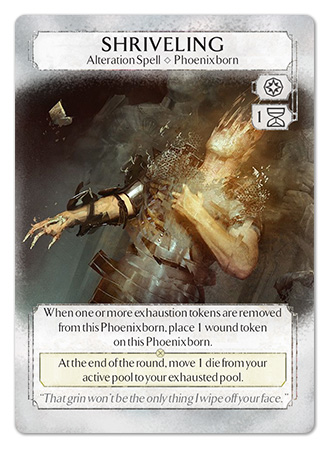 SHRIVELING
Alteration Spell ◇ Phoenixborn
1
When one or more exhaustion tokens are removed
from this Phoenixborn, place 1 wound token
on this Phoenixborn.
At the end of the round, move 1 die from your
active pool to your exhausted pool.
"That grin won't be the only thing I wipe off your face."